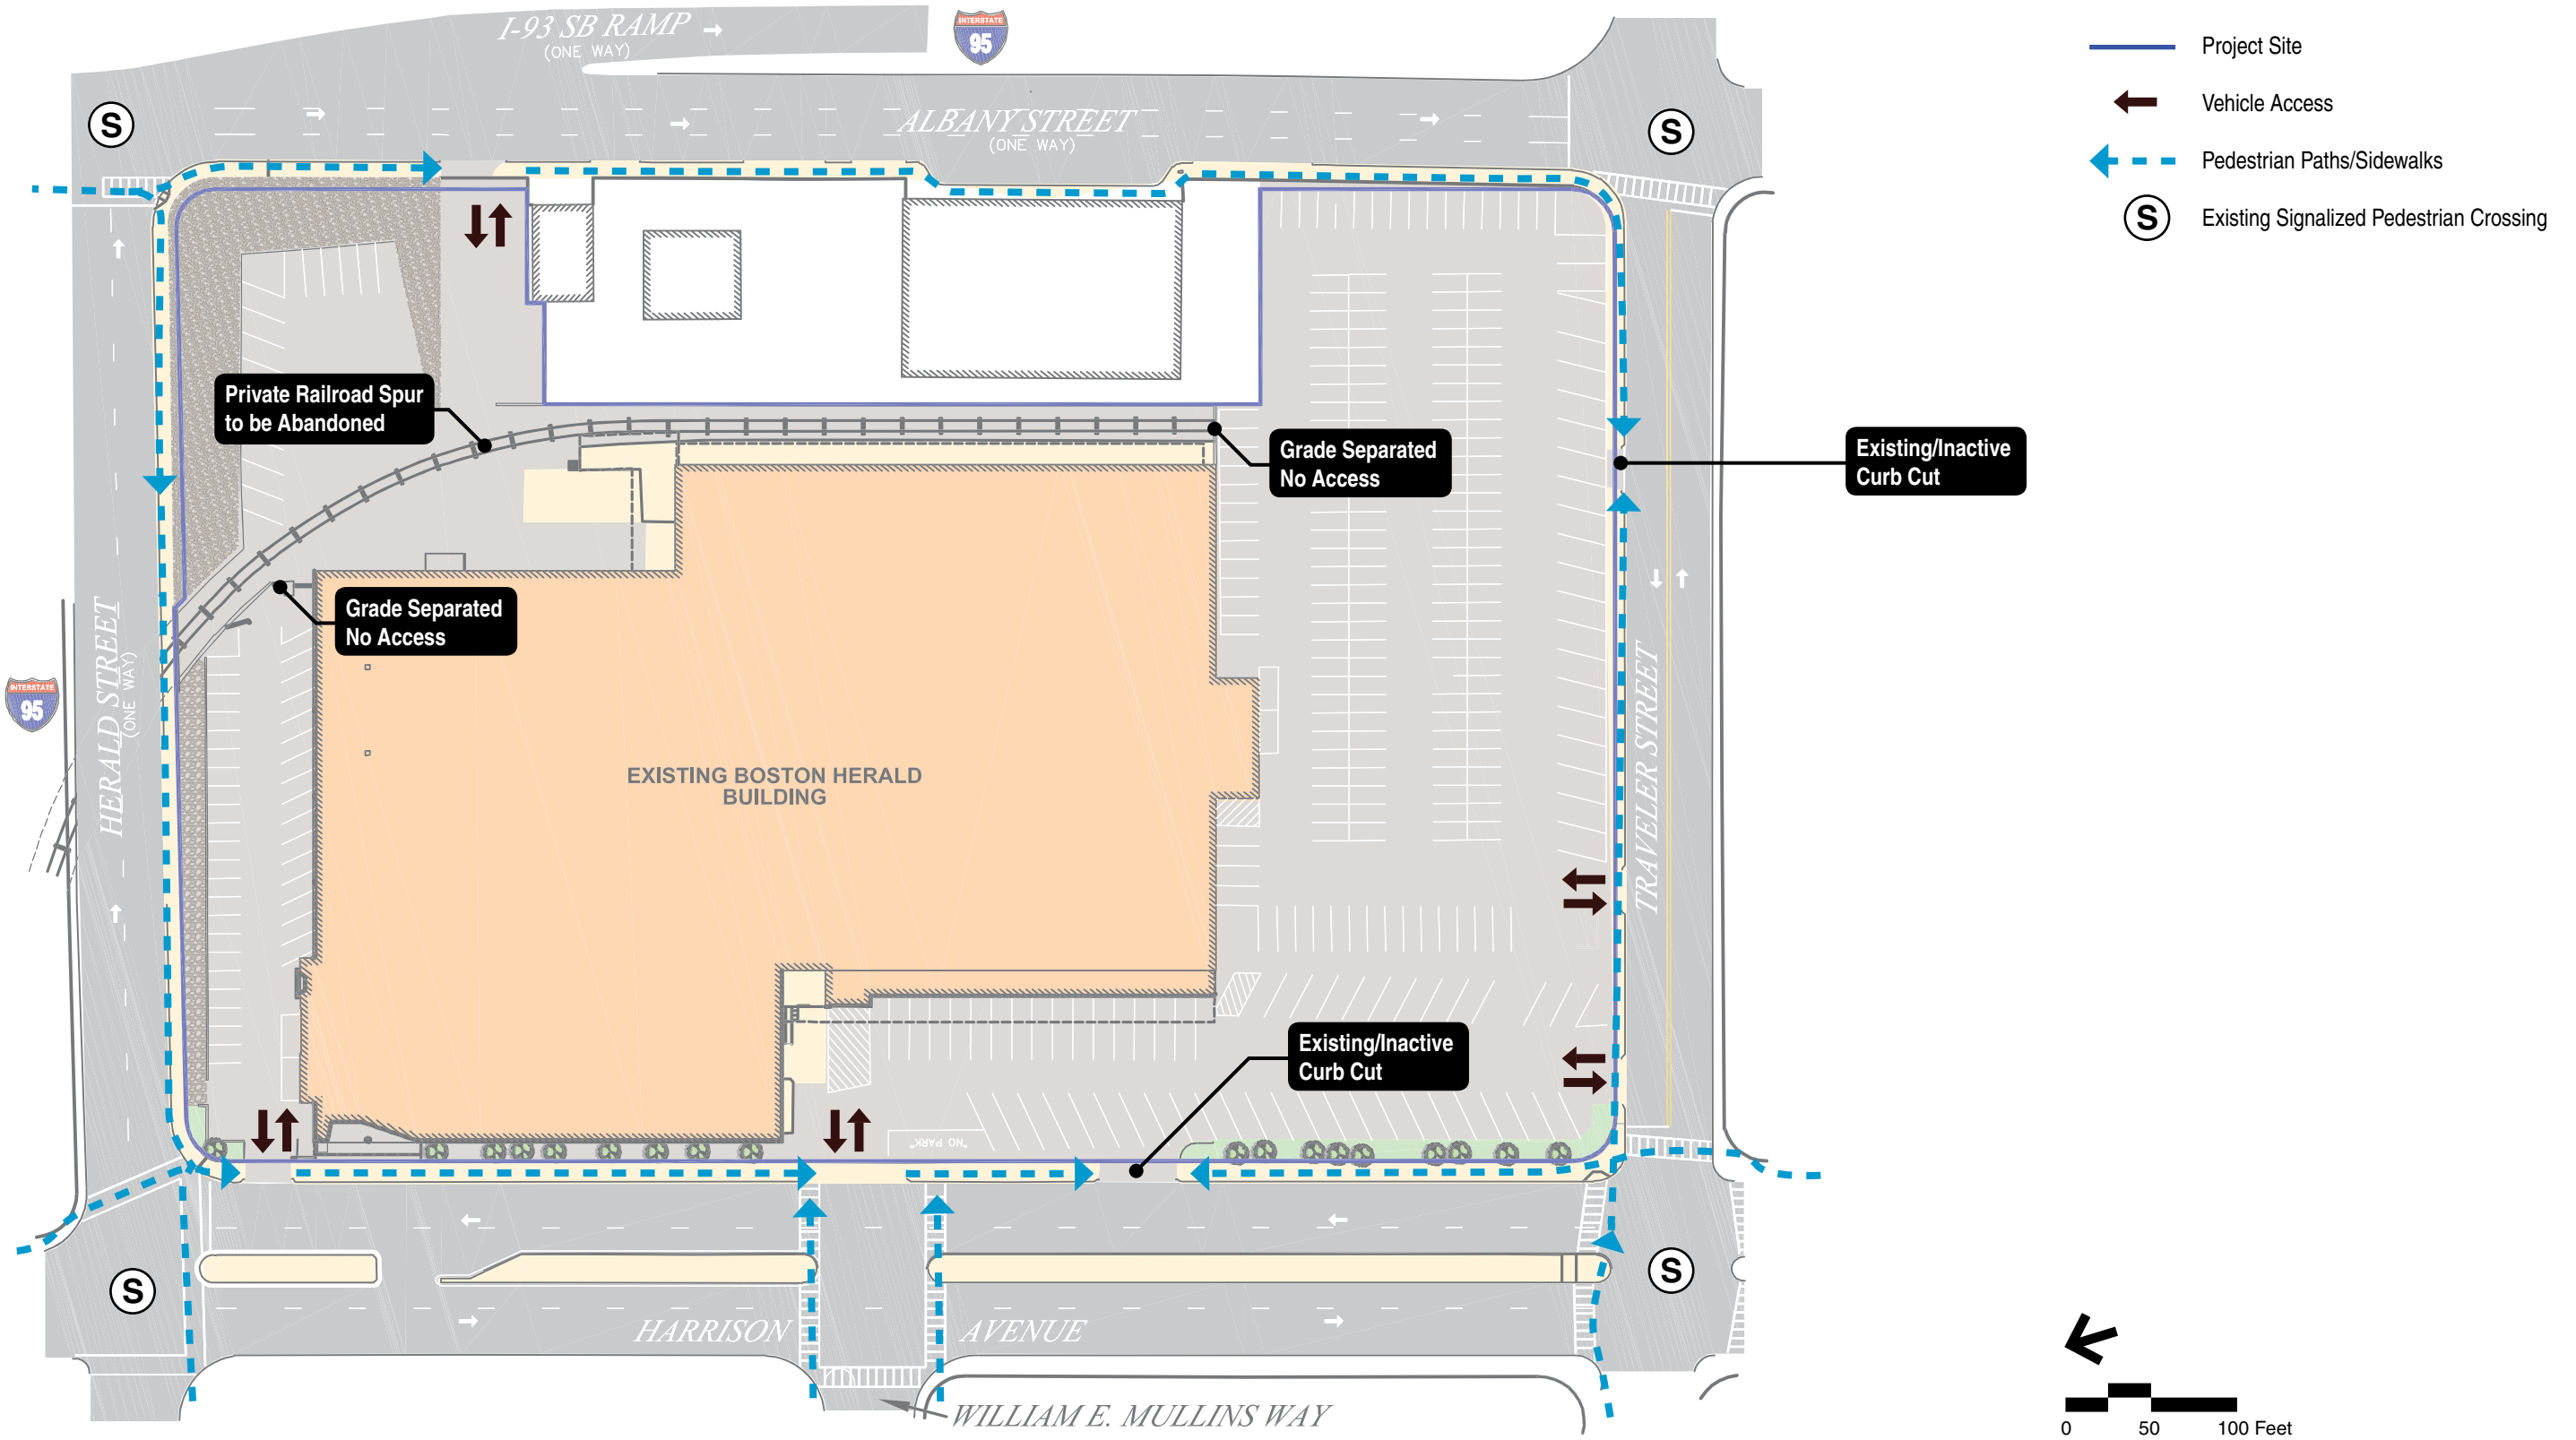 I-93 SB RAMP
(ONE WAY)
INTERSTATE
95
Project Site
Vehicle Access
Pedestrian Paths/Sidewalks
S
Existing Signalized Pedestrian Crossing
S
S
ALBANY STREET
(ONE WAY)
Private Railroad Spur
to be Abandoned
Grade Separated
No Access
Existing/Inactive
Curb Cut
Grade Separated
No Access
HERALD STREET
(ONE WAY)
INTERSTATE
95
TRAVELER STREET
EXISTING BOSTON HERALD
BUILDING
Existing/Inactive
Curb Cut
"NO PARK"
S
S
HARRISON AVENUE
WILLIAM E. MULLINS WAY
0 50 100 Feet